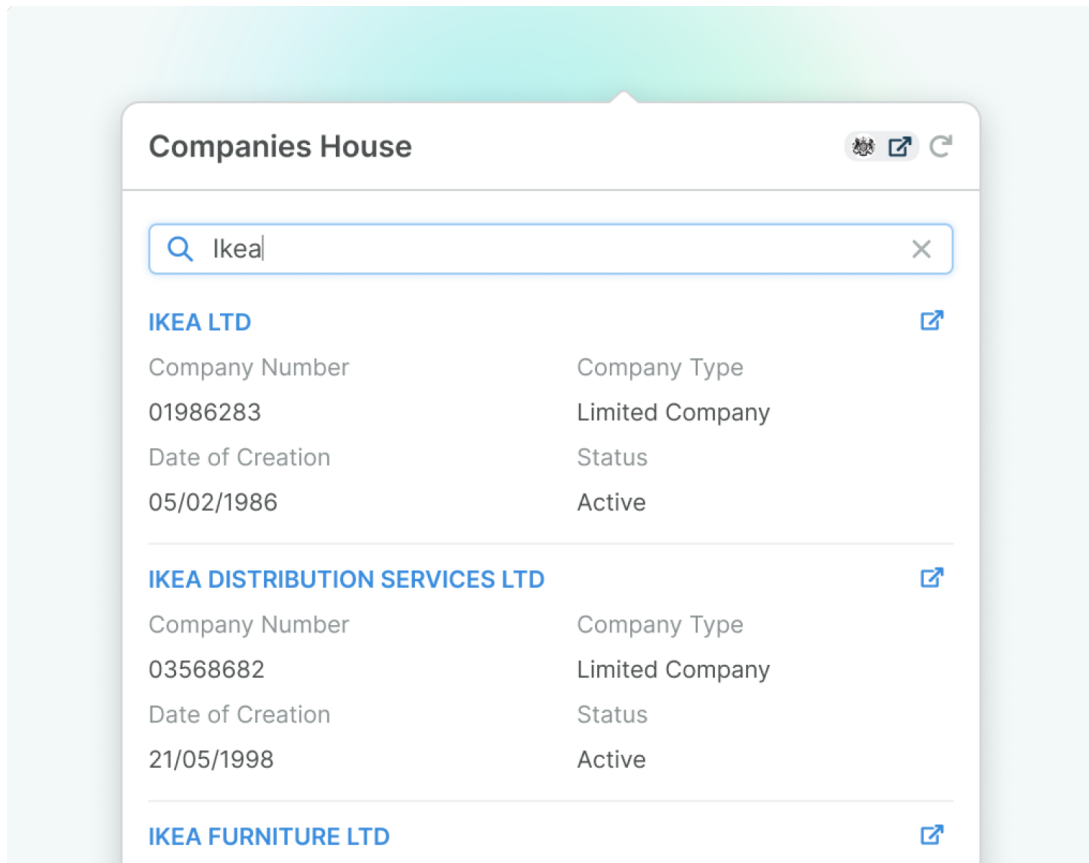 Companies House
Ikea
IKEA LTD
Company Number Company Type
01986283 Limited Company
Date of Creation Status
05/02/1986 Active
IKEA DISTRIBUTION SERVICES LTD
Company Number Company Type
03568682 Limited Company
Date of Creation Status
21/05/1998 Active
IKEA FURNITURE LTD